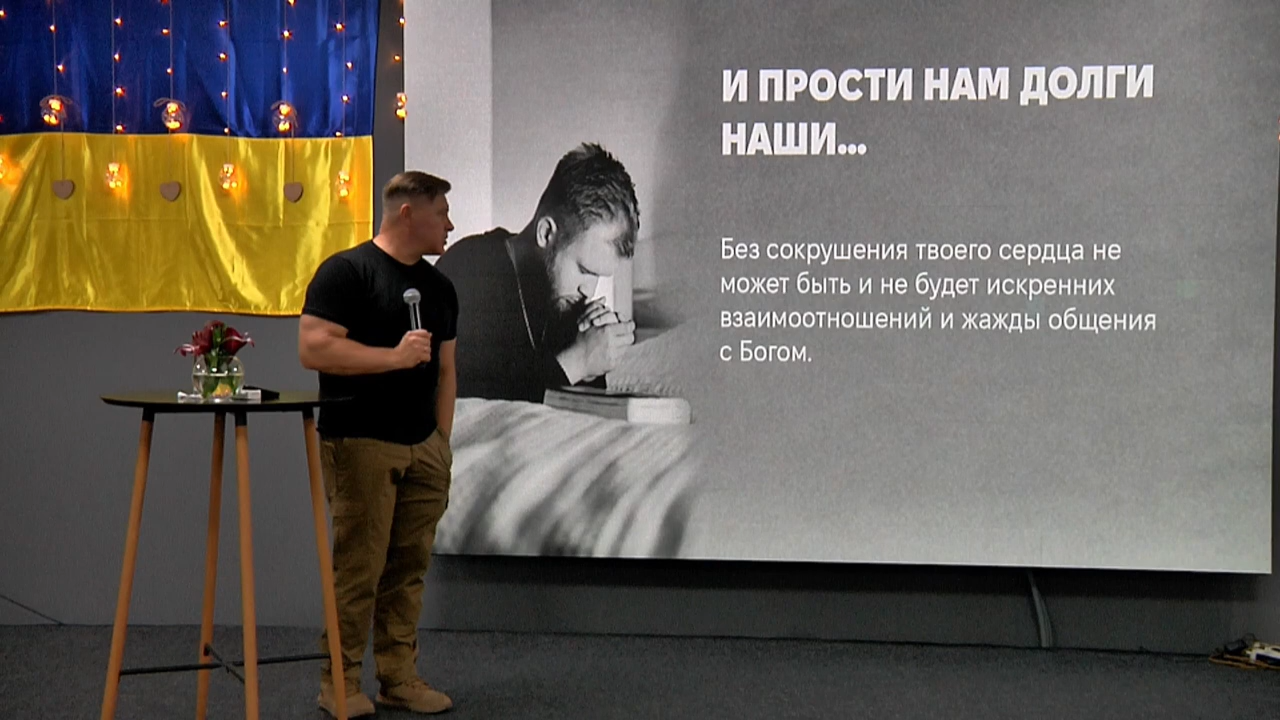 И ПРОСТИ НАМ ДОЛГИ
НАШИ...
Без сокрушения твоего сердца не
может быть и не будет искренних
взаимоотношений и жажды общения
с Богом.